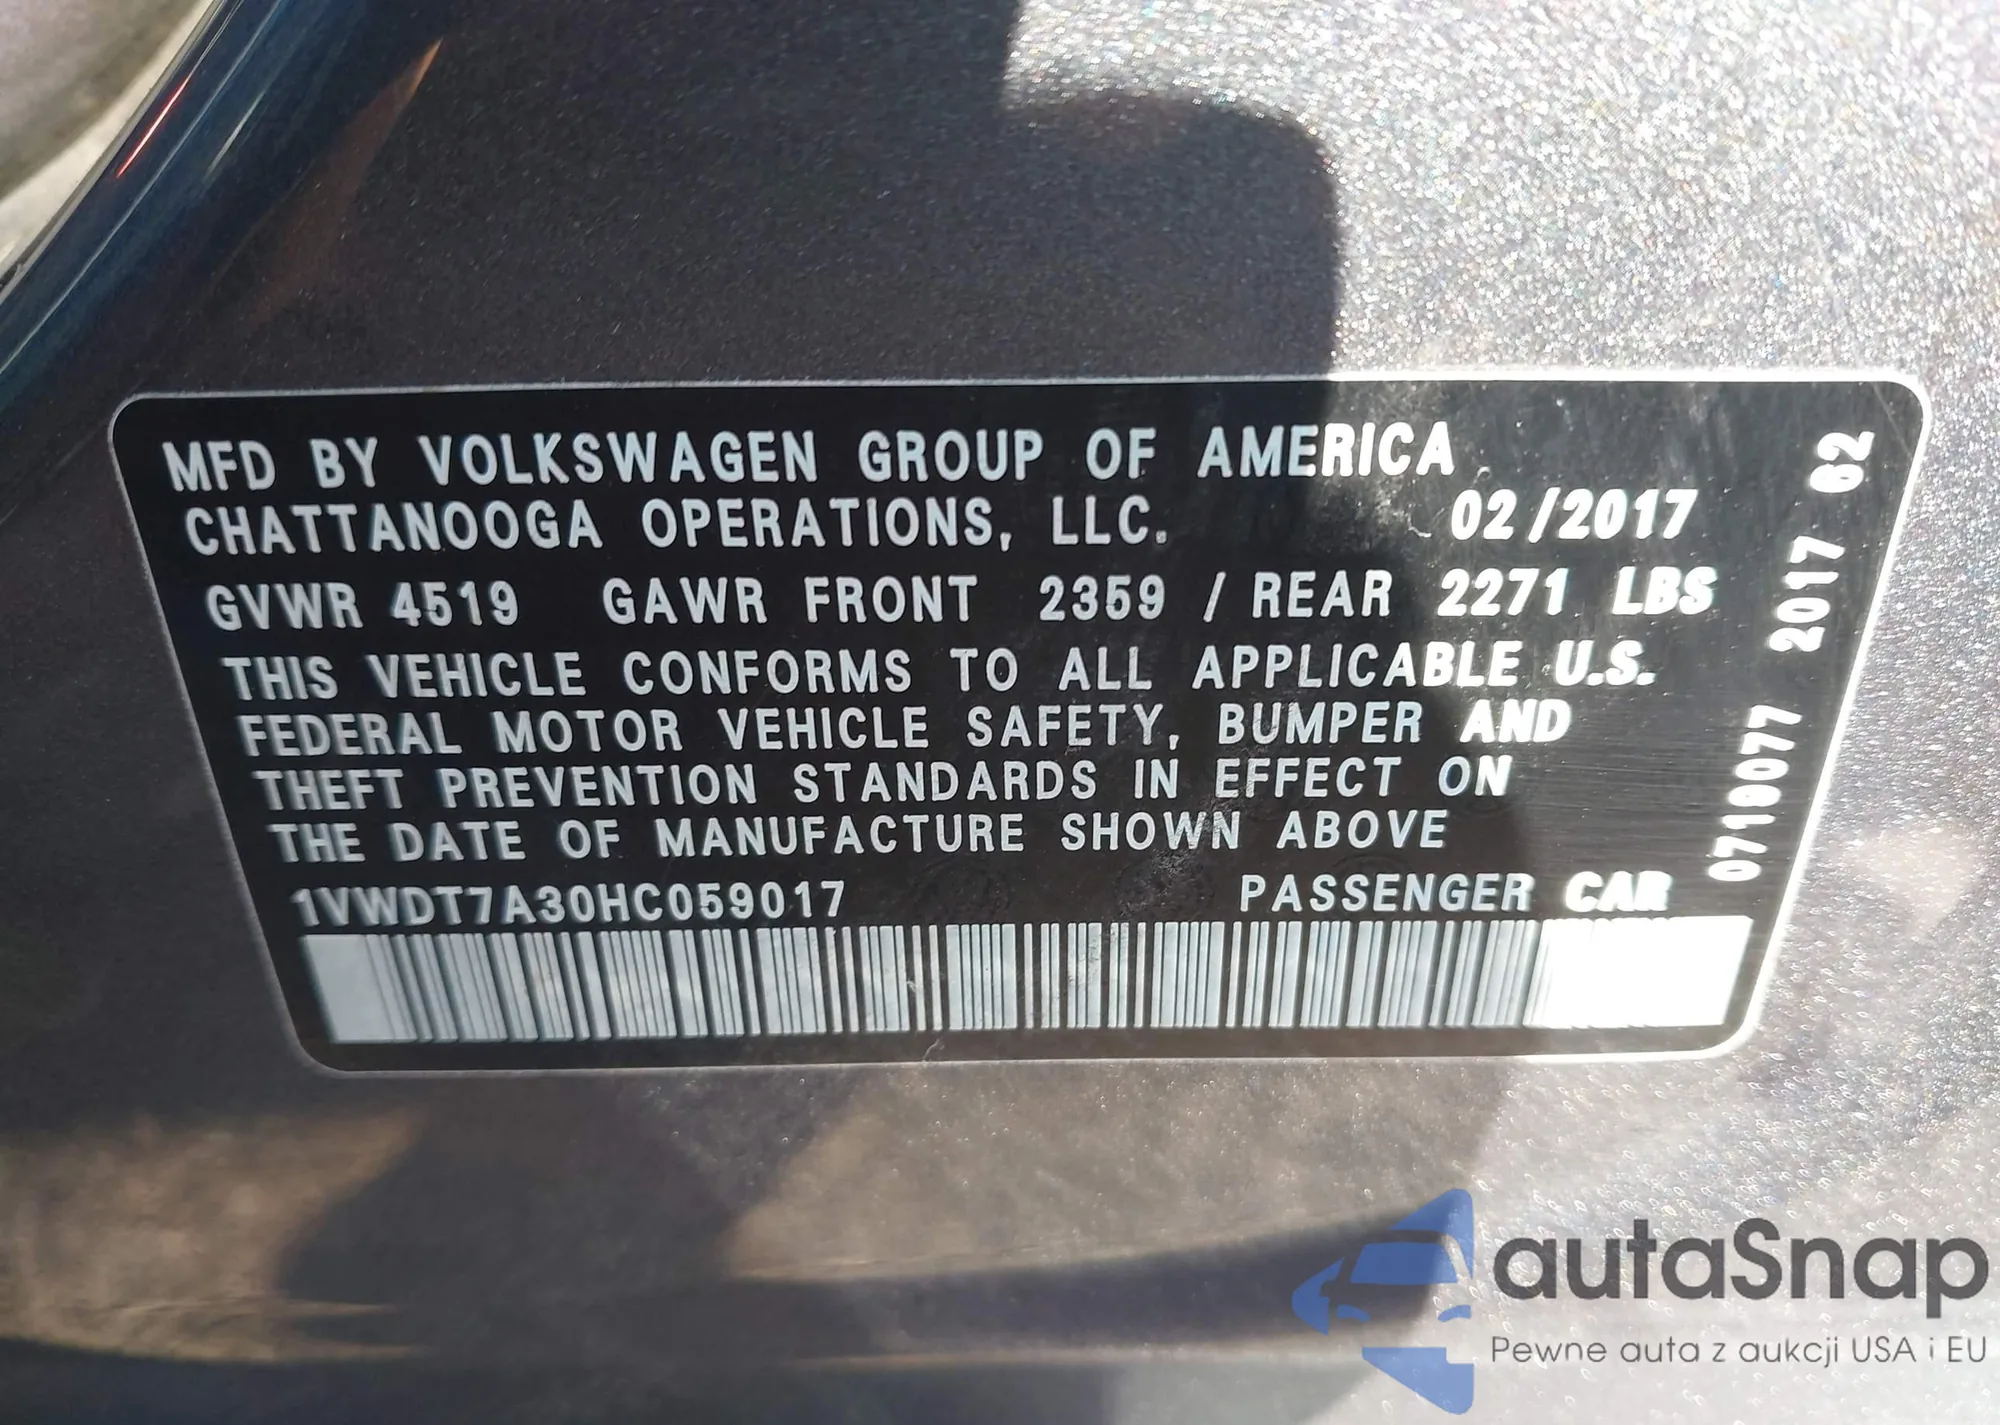 MFD BY VOLKSWAGEN GROUP OF AMERICA
CHATTANOOGA OPERATIONS, LLC. 02/2017
GVWR 4519 GAWR FRONT 2359 / REAR 2271 LBS
THIS VEHICLE CONFORMS TO ALL APPLICABLE U.S.
FEDERAL MOTOR VEHICLE SAFETY, BUMPER AND
THEFT PREVENTION STANDARDS IN EFFECT ON
THE DATE OF MANUFACTURE SHOWN ABOVE
1VWDT7A30HC059017 PASSENGER CAR
0719077 2017 62
autaSnap
Pewne auta z aukcji USA i EU